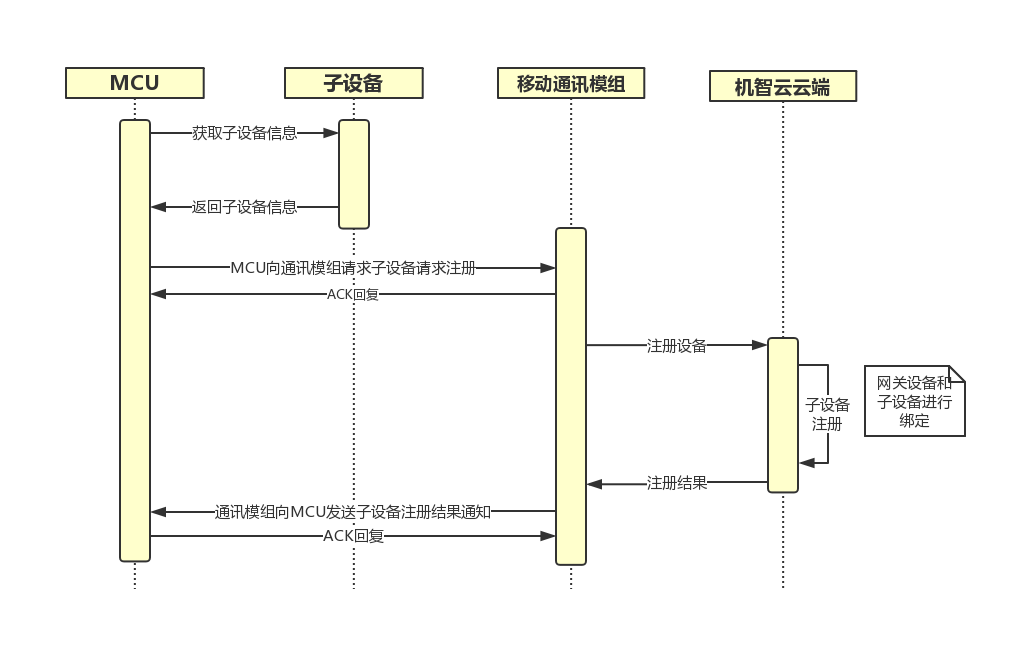 MCU
子设备
移动通讯模组
机智云云端
获取子设备信息
返回子设备信息
MCU向通讯模组请求子设备请求注册
ACK回复
注册设备
子设备
注册
网关设备和
子设备进行
绑定
注册结果
通讯模组向MCU发送子设备注册结果通知
ACK回复